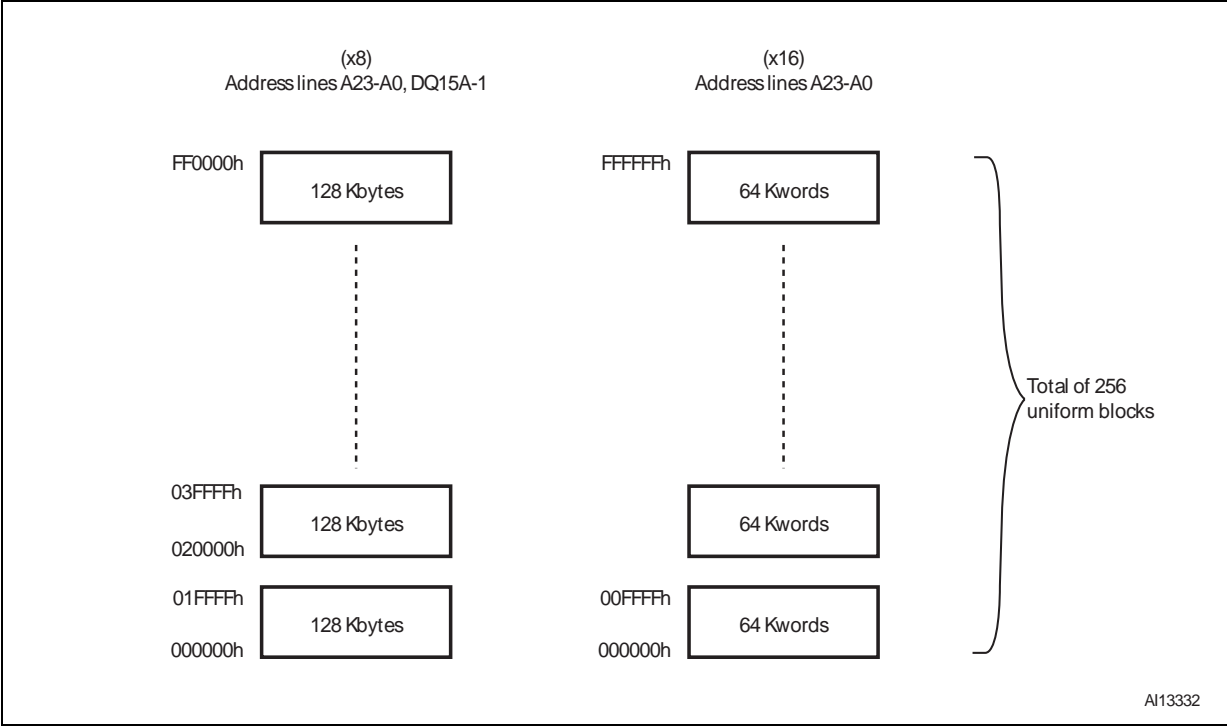 (x8)
Address lines A23-A0, DQ15A-1
(x16)
Address lines A23-A0
FF0000h
128 Kbytes
FFFFFFh
64 Kwords
Total of 256
uniform blocks
03FFFFh
128 Kbytes
020000h
64 Kwords
01FFFFh
128 Kbytes
000000h
00FFFFh
64 Kwords
000000h
AI13332